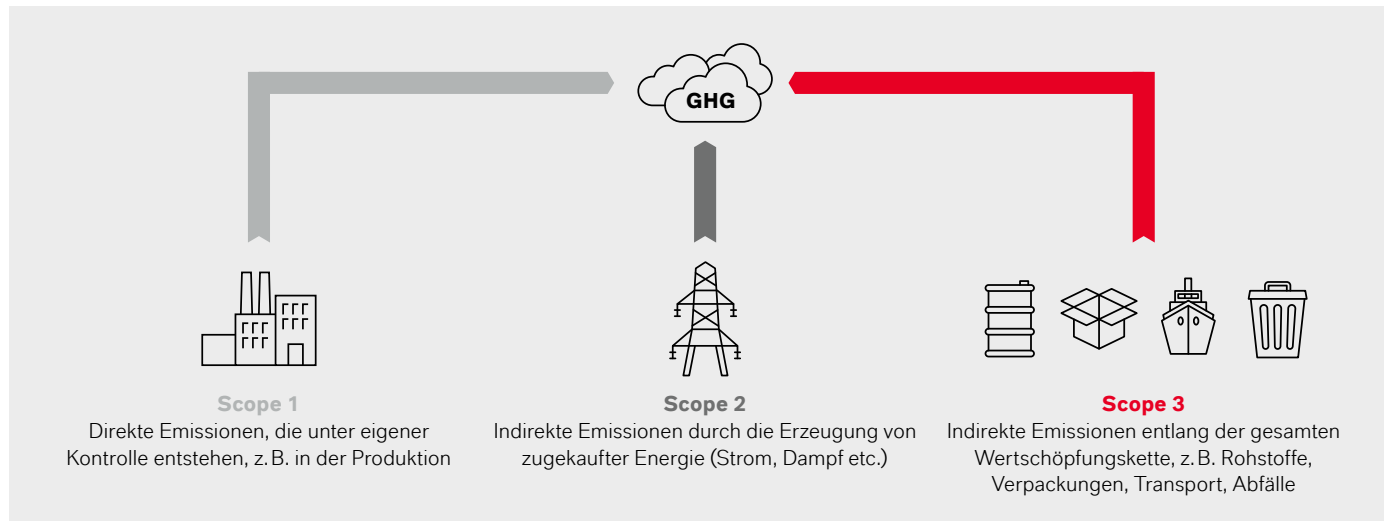 GHG
Scope 1
Direkte Emissionen, die unter eigener
Kontrolle entstehen, z. B. in der Produktion
Scope 2
Indirekte Emissionen durch die Erzeugung von
zugekaufter Energie (Strom, Dampf etc.)
Scope 3
Indirekte Emissionen entlang der gesamten
Wertschöpfungskette, z. B. Rohstoffe,
Verpackungen, Transport, Abfälle